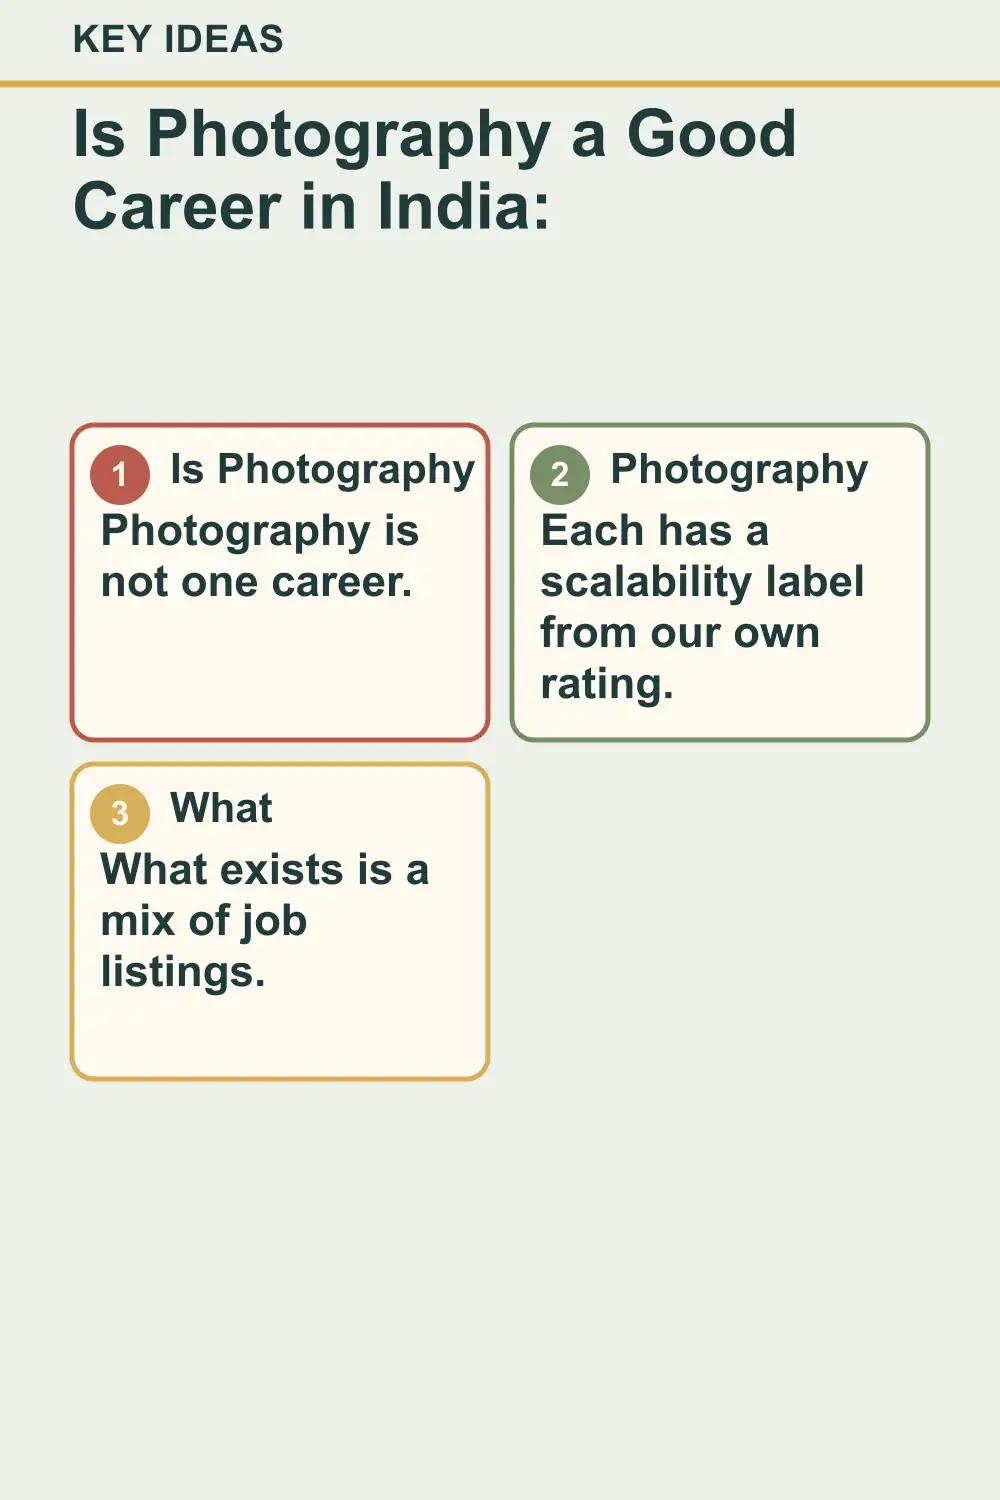 KEY IDEAS
Is Photography a Good
Career in India:
1 Is Photography
Photography is
not one career.
2 Photography
Each has a
scalability label
from our own
rating.
3 What
What exists is a
mix of job
listings.